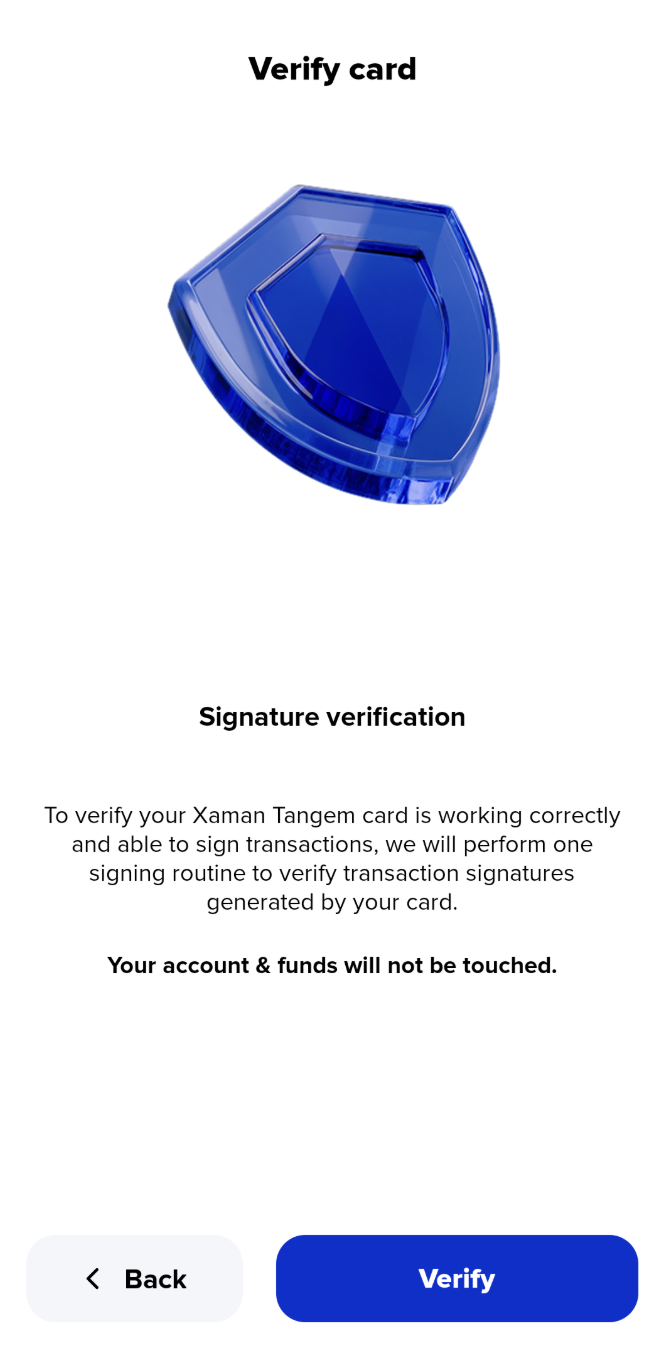 Verify card
Signature verification
To verify your Xaman Tangem card is working correctly
and able to sign transactions, we will perform one
signing routine to verify transaction signatures
generated by your card.
Your account & funds will not be touched.
Back
Verify